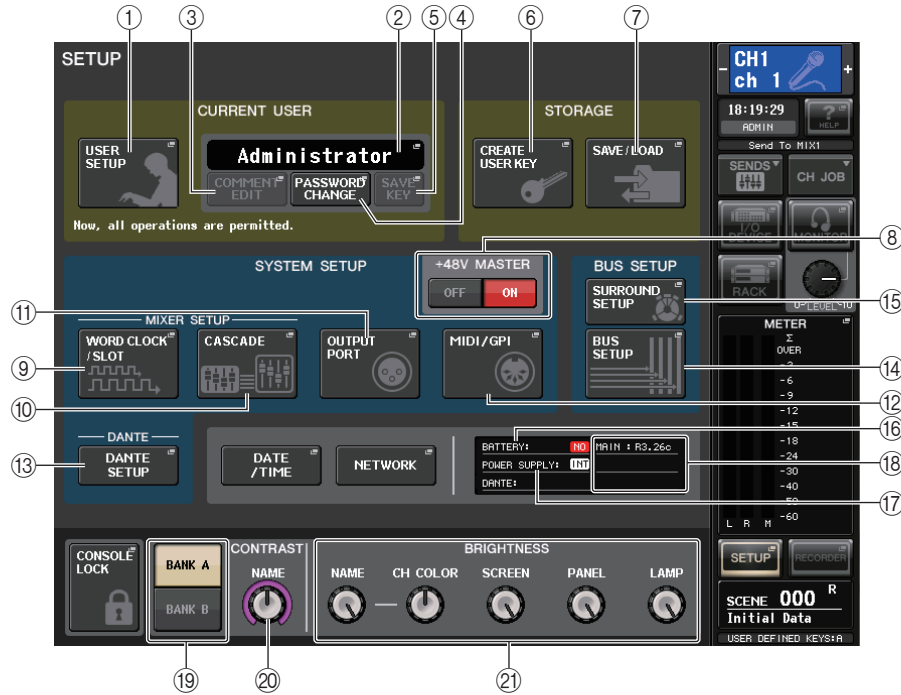 ① ③ ② ⑤ ④ ⑥ ⑦
SETUP
CURRENT USER
STORAGE
USER SETUP
Administrator
COMMENT EDIT
PASSWORD CHANGE
SAVE KEY
CREATE USER KEY
SAVE/LOAD
Now, all operations are permitted.
SYSTEM SETUP
+48V MASTER
OFF ON
BUS SETUP
SURROUND SETUP
MIXER SETUP
WORD CLOCK /SLOT
CASCADE
OUTPUT PORT
MIDI/GPI
BUS SETUP
DANTE
DANTE SETUP
DATE /TIME
NETWORK
BATTERY: NO MAIN : R3.26o
POWER SUPPLY: INT
DANTE:
CONSOLE LOCK
BANK A
BANK B
CONTRAST
NAME
BRIGHTNESS
NAME CH COLOR SCREEN PANEL LAMP
- CH1 +
ch 1
18:19:29
ADMIN
?
HELP
Send To MIX1
SENDS
CH JOB
I/O DEVICE
MONITOR
RACK
LEVEL
METER
Σ
OVER
-3
-6
-9
-12
-15
-18
-24
-30
-40
-50
-60
L R M
SETUP
RECORDER
SCENE 000 R
Initial Data
USER DEFINED KEYS:A
⑧
⑪
⑮
⑨
⑩
⑭
⑫
⑯
⑬
⑱
⑰
⑲ ⑳ ㉑